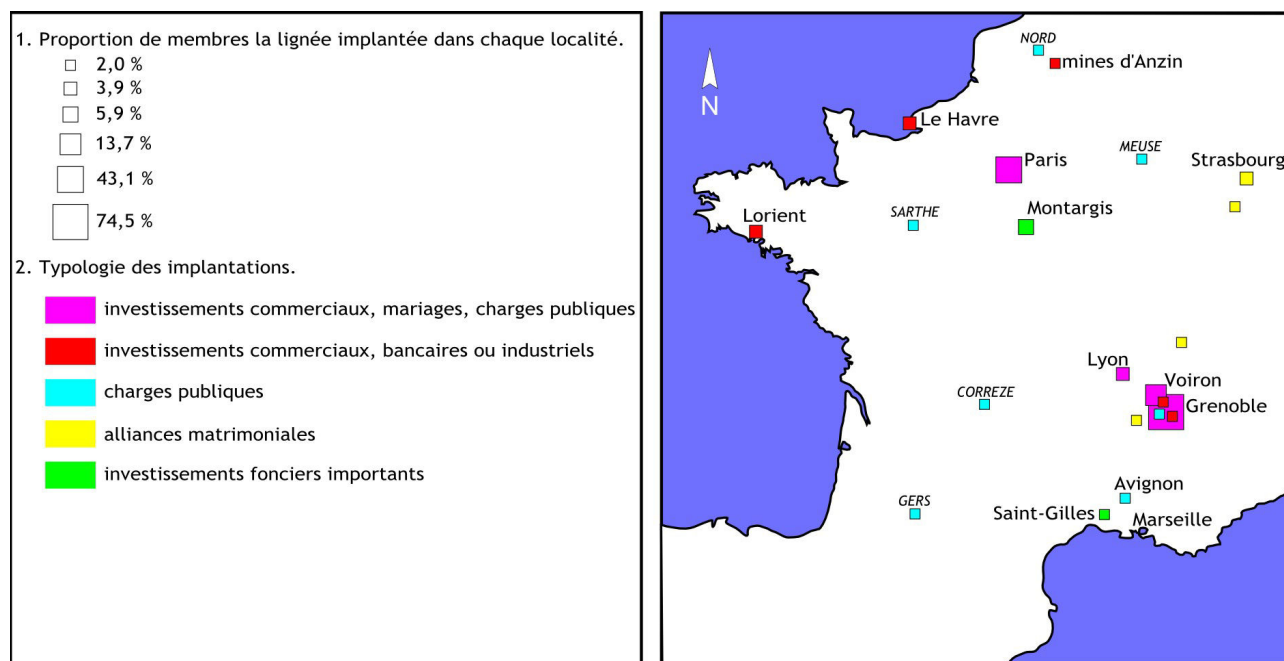 1. Proportion de membres la lignée implantée dans chaque localité.
2,0 %
3,9 %
5,9 %
13,7 %
43,1 %
74,5 %
2. Typologie des implantations.
investissements commerciaux, mariages, charges publiques
investissements commerciaux, bancaires ou industriels
charges publiques
alliances matrimoniales
investissements fonciers importants
NORD
mines d'Anzin
N
Le Havre
MEUSE
Paris
Strasbourg
Montargis
SARTHE
Lorient
Lyon
Voiron
Grenoble
CORREZE
Avignon
GERS
Saint-Gilles
Marseille